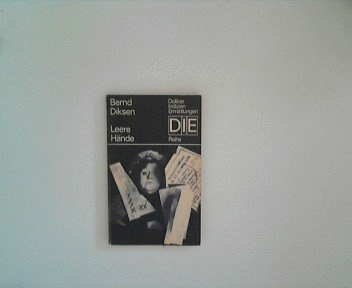 Bernd
Diksen
Leere
Hände
Delikte
Indizien
Ermittlungen
DIE
Reihe